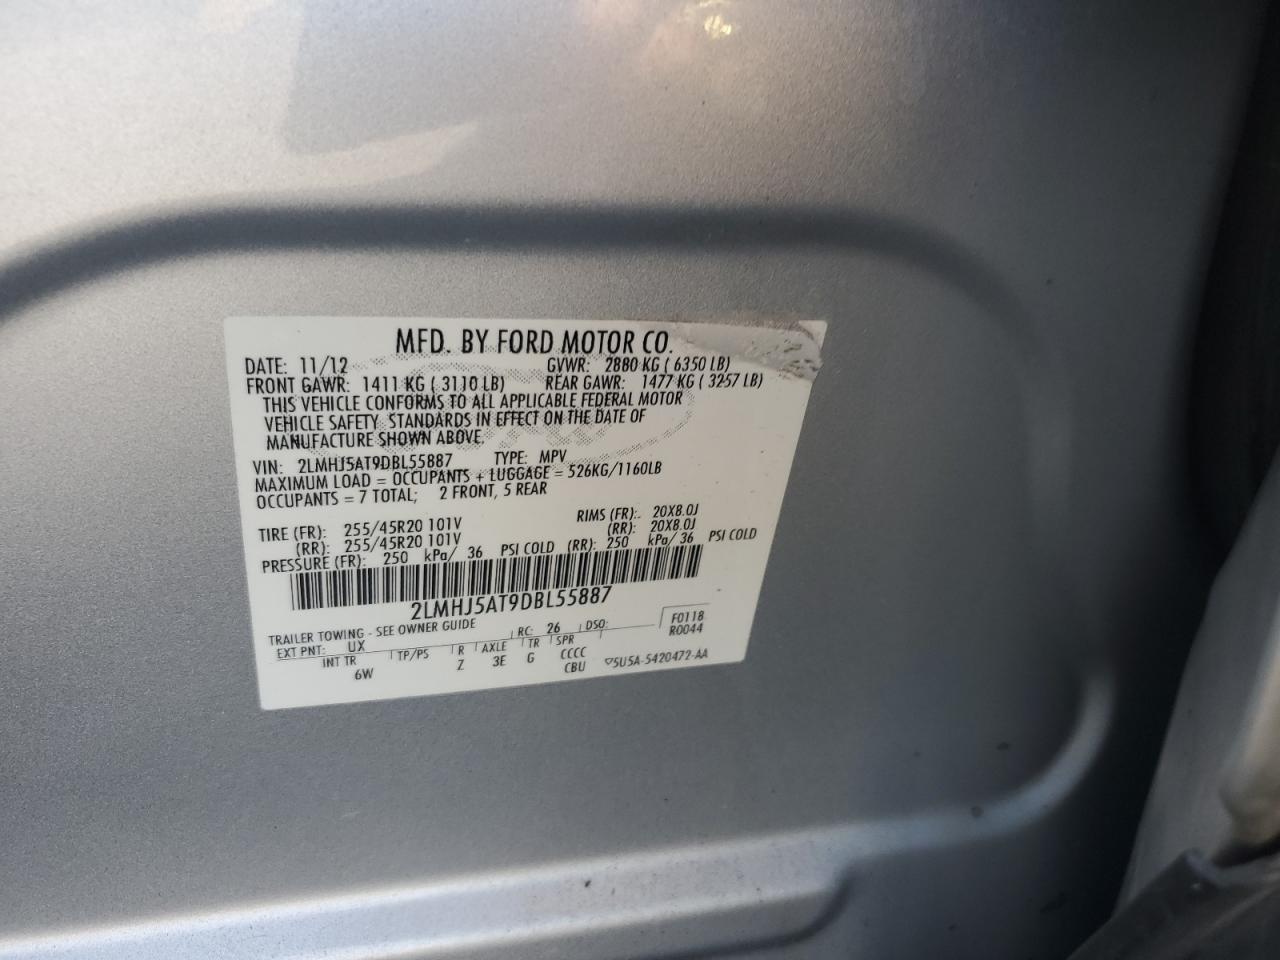 MFD. BY FORD MOTOR CO.
DATE: 11/12 GVWR: 2880 KG ( 6350 LB)
FRONT GAWR: 1411 KG ( 3110 LB) REAR GAWR: 1477 KG ( 3257 LB)
THIS VEHICLE CONFORMS TO ALL APPLICABLE FEDERAL MOTOR
VEHICLE SAFETY STANDARDS IN EFFECT ON THE DATE OF
MANUFACTURE SHOWN ABOVE.
VIN: 2LMHJ5AT9DBL55887 TYPE: MPV
MAXIMUM LOAD = OCCUPANTS + LUGGAGE = 526KG/1160LB
OCCUPANTS = 7 TOTAL; 2 FRONT, 5 REAR
TIRE (FR): 255/45R20 101V RIMS (FR): 20X8.0J
(RR): 255/45R20 101V (RR): 20X8.0J
PRESSURE (FR): 250 kPa/ 36 PSI COLD (RR): 250 kPa/ 36 PSI COLD
2LMHJ5AT9DBL55887
TRAILER TOWING - SEE OWNER GUIDE F0118
EXT PNT: UX RC: 26 DSO: R0044
INT TR TP/PS R AXLE TR SPR
6W Z 3E G CCCC
CBU 5U5A-5420472-AA